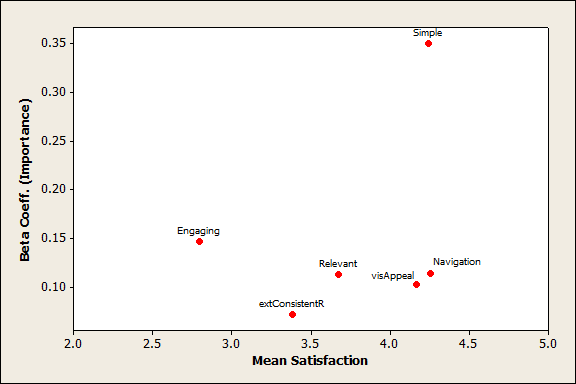 Simple
0.35
0.30
0.25
0.20
0.15
0.10
Beta Coeff. (Importance)
Engaging
Relevant
Navigation
visAppeal
extConsistentR
2.0
2.5
3.0
3.5
4.0
4.5
5.0
Mean Satisfaction